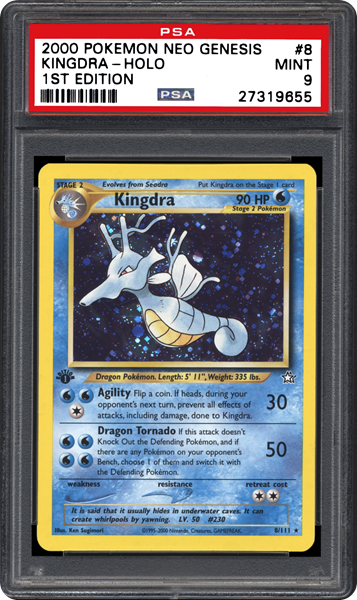 PSA
2000 POKEMON NEO GENESIS #8
KINGDRA - HOLO MINT
1ST EDITION PSA 9
27319655
STAGE 2 Evolves from Seadra Put Kingdra on the Stage 1 card
Kingdra 90 HP
Stage 2 Pokémon
Dragon Pokémon. Length: 5' 11", Weight: 335 lbs.
Agility Flip a coin. If heads, during your
opponent's next turn, prevent all effects of
attacks, including damage, done to Kingdra.
30
Dragon Tornado If this attack doesn't
Knock Out the Defending Pokémon, and if
there are any Pokémon on your opponent's
Bench, choose 1 of them and switch it with
the Defending Pokémon.
50
weakness resistance retreat cost
It is said that it usually hides in underwater caves. It can
create whirlpools by yawning. LV. 50 #230
Illus. Ken Sugimori ©1995-2000 Nintendo, Creatures, GAMEFREAK. 8/111 ★